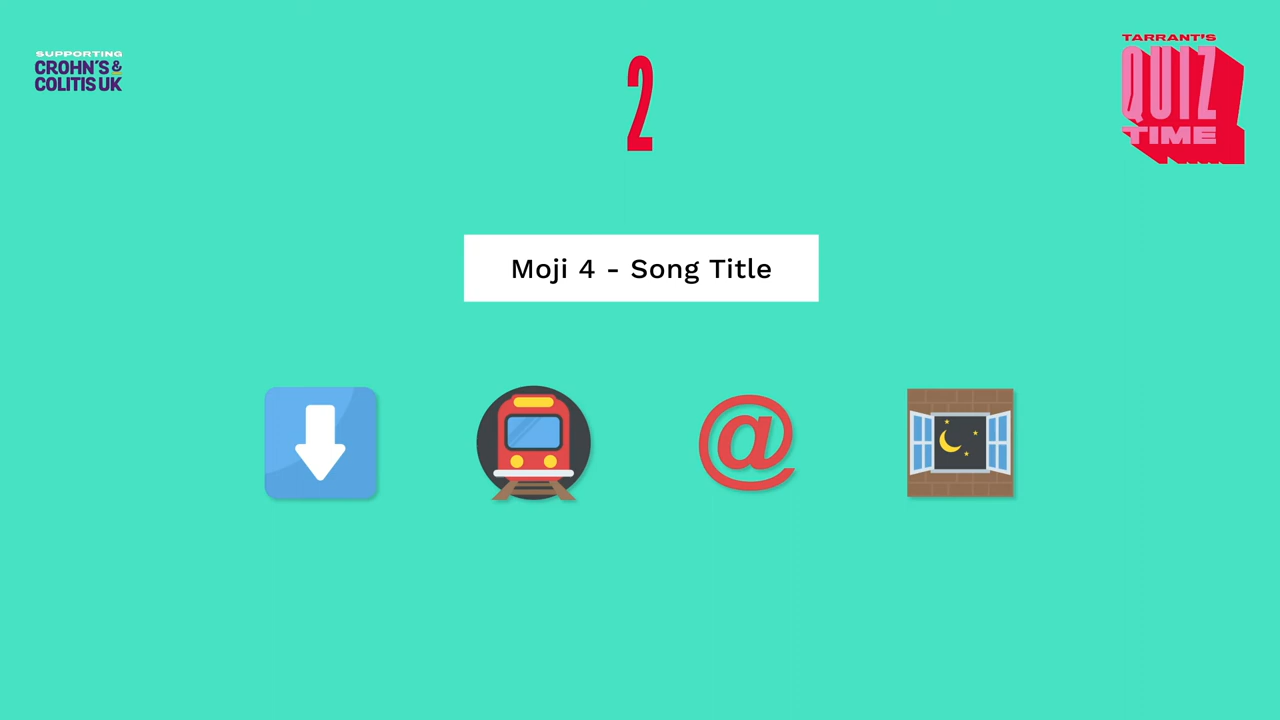 SUPPORTING
CROHN'S &
COLITIS UK
2
TARRANT'S
QUIZ
TIME
Moji 4 - Song Title
@